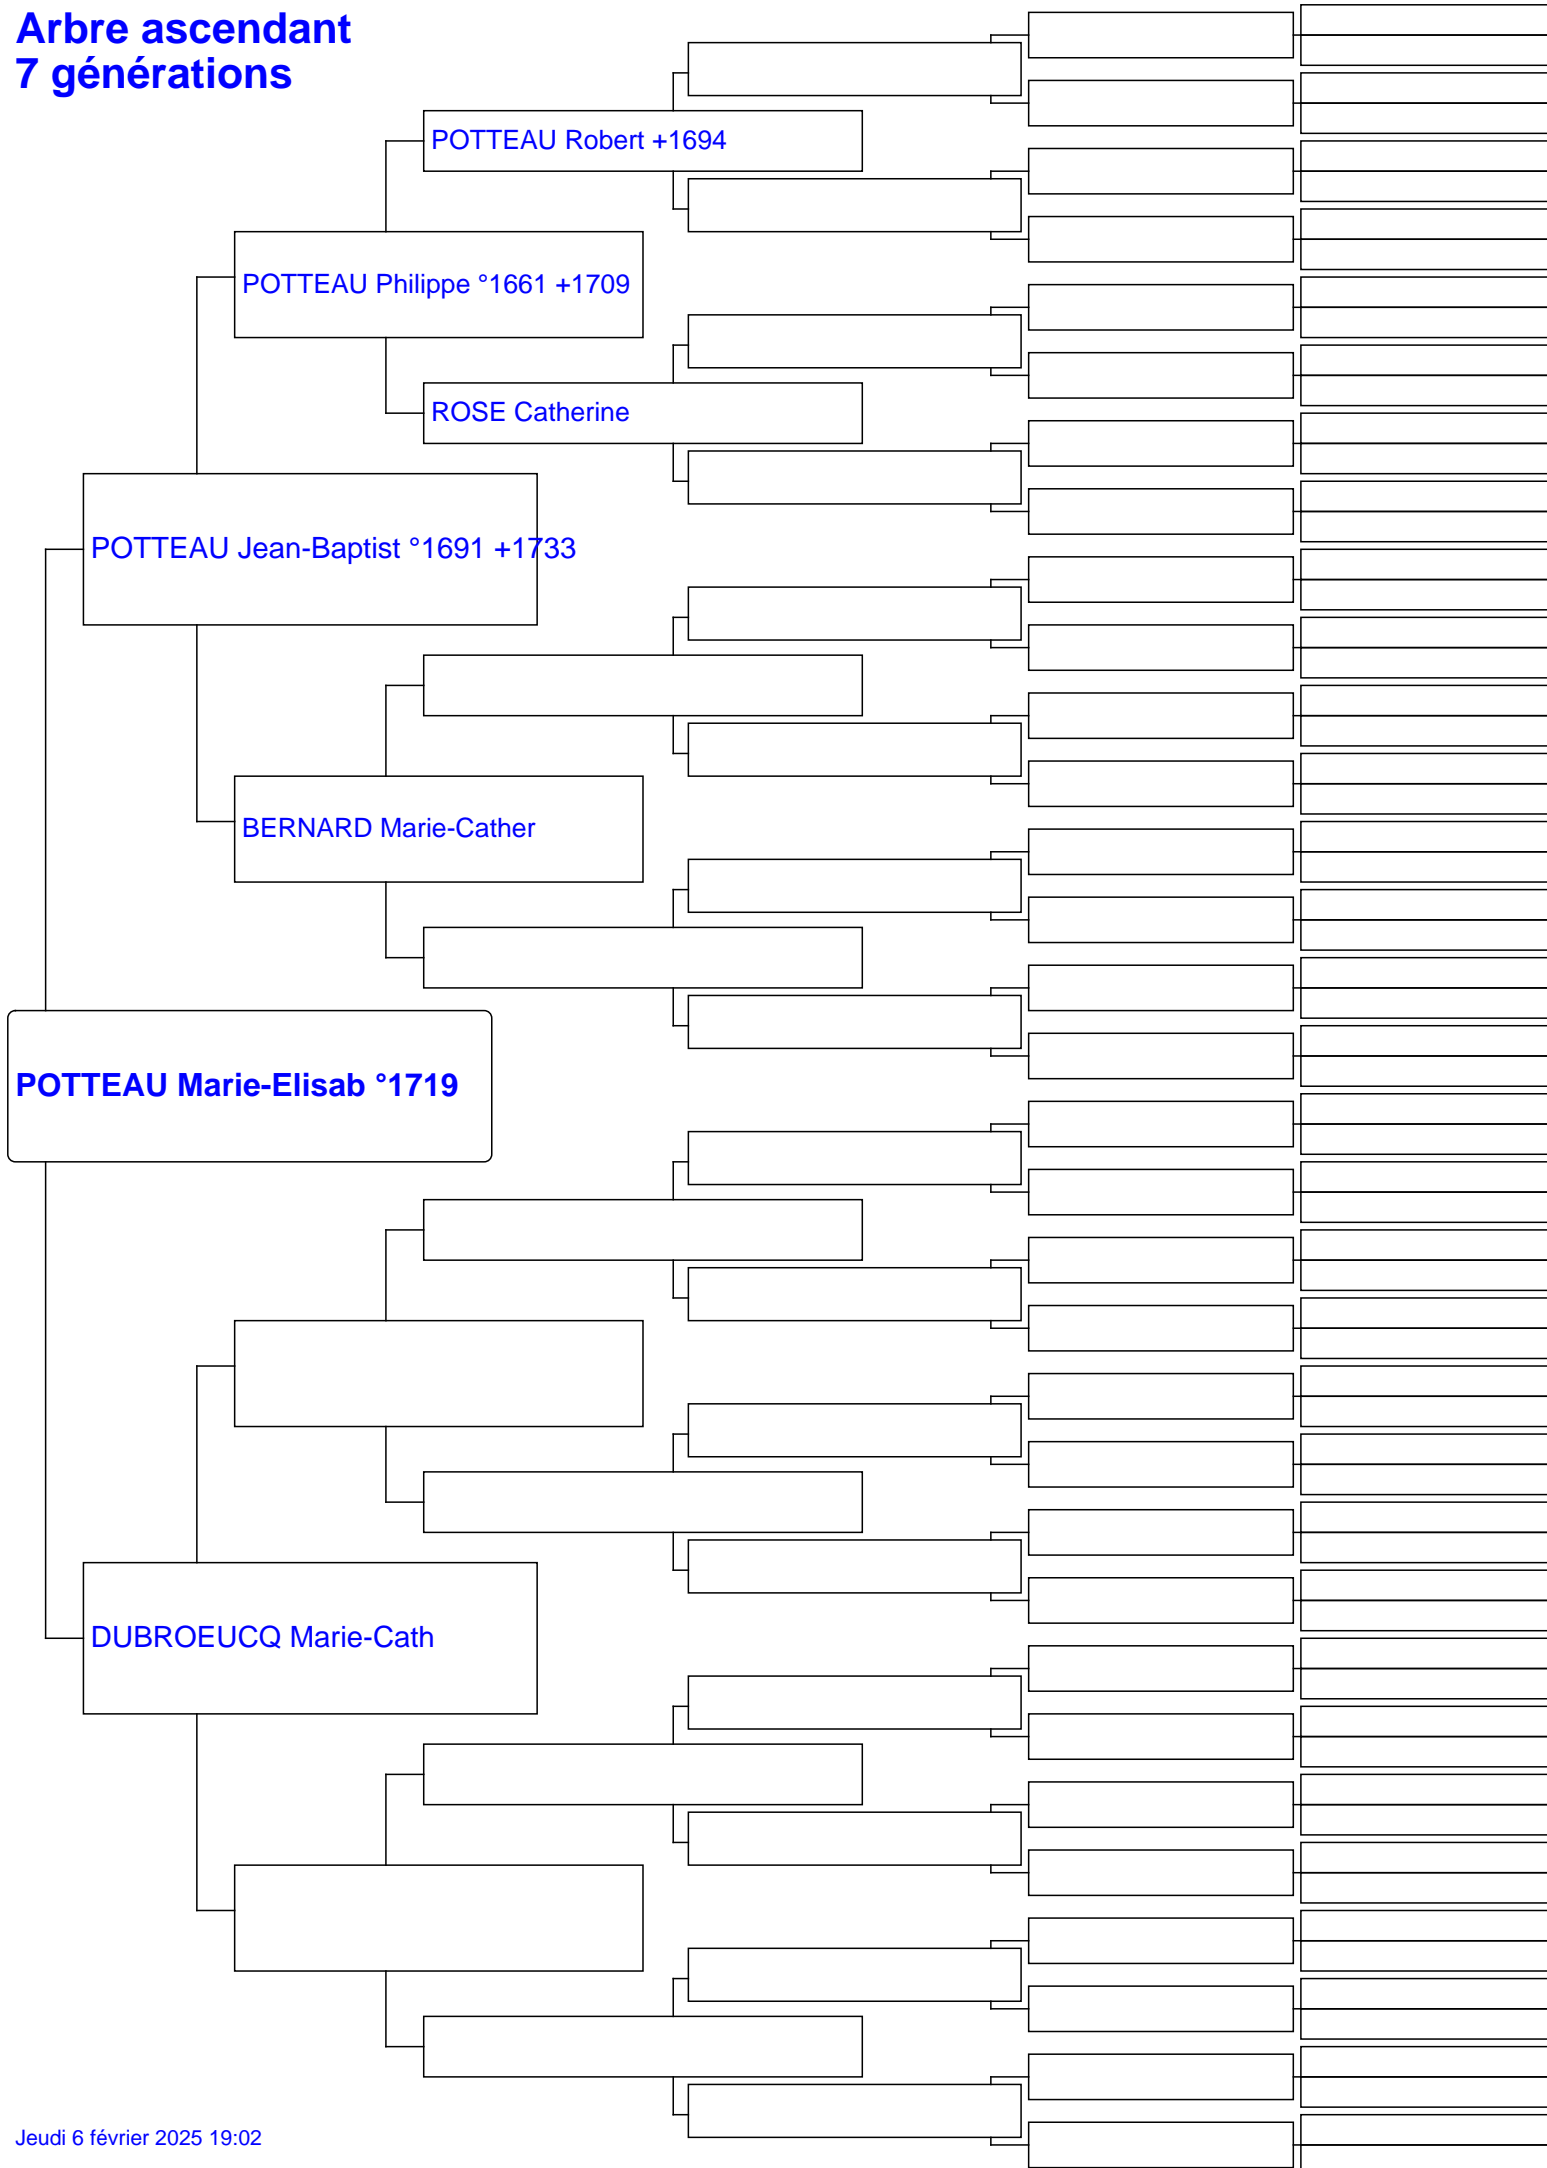 Arbre ascendant
7 générations
POTTEAU Robert +1694
POTTEAU Philippe °1661 +1709
ROSE Catherine
POTTEAU Jean-Baptist °1691 +1733
BERNARD Marie-Cather
POTTEAU Marie-Elisab °1719
DUBROEUCQ Marie-Cath
Jeudi 6 février 2025 19:02